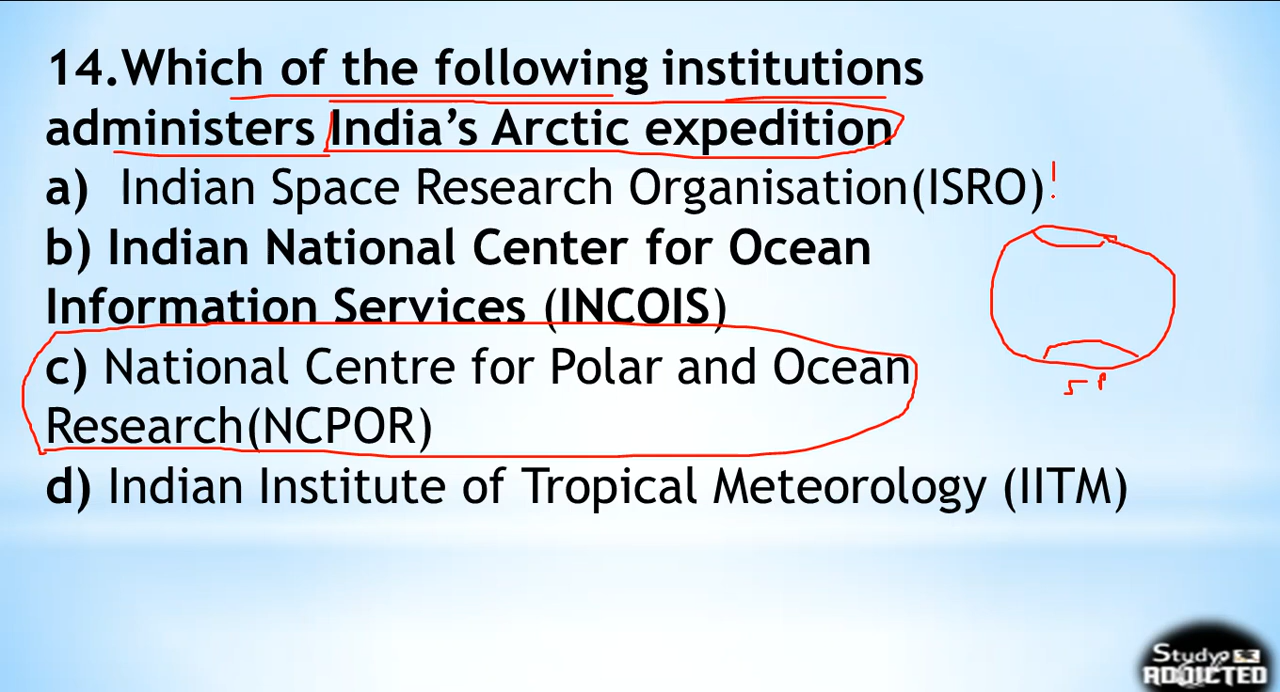 14.Which of the following institutions
administers India's Arctic expedition
a) Indian Space Research Organisation(ISRO)
b) Indian National Center for Ocean
Information Services (INCOIS)
c) National Centre for Polar and Ocean
Research(NCPOR)
d) Indian Institute of Tropical Meteorology (IITM)
SP
Study
ADDICTED